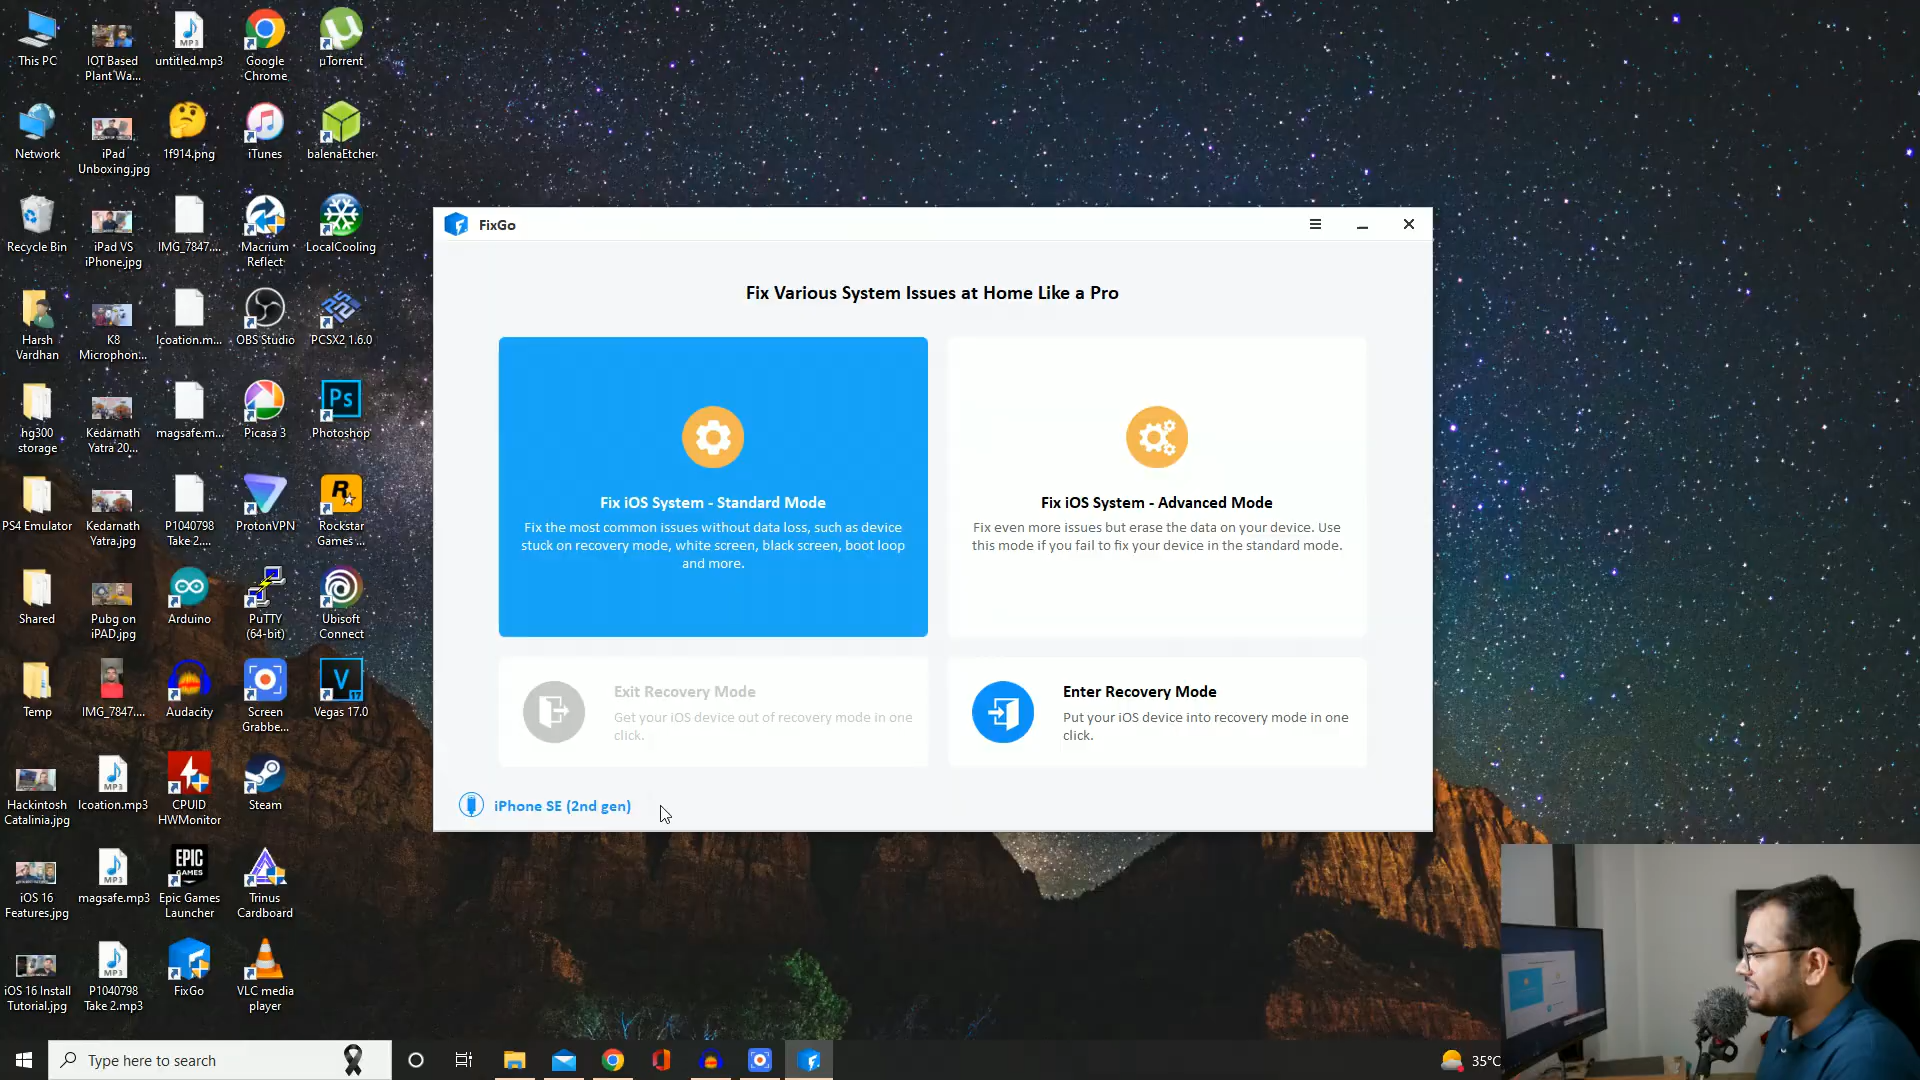 This PC
IOT Based
Plant Wa...
untitled.mp3
Google
Chrome
µTorrent
Network
iPad
Unboxing.jpg
1f914.png
iTunes
balenaEtcher
Recycle Bin
iPad VS
iPhone.jpg
IMG_7847....
Macrium
Reflect
LocalCooling
Harsh
Vardhan
K8
Microphon...
lcoation.m...
OBS Studio
PCSX2 1.6.0
hg300
storage
Kedarnath
Yatra 20...
magsafe.m...
Picasa 3
Photoshop
PS4 Emulator
Kedarnath
Yatra.jpg
P1040798
Take 2....
ProtonVPN
Rockstar
Games ...
Shared
Pubg on
iPAD.jpg
Arduino
PuTTY
(64-bit)
Ubisoft
Connect
Temp
IMG_7847....
Audacity
Screen
Grabbe...
Vegas 17.0
Hackintosh
Catalinia.jpg
lcoation.mp3
CPUID
HWMonitor
Steam
iOS 16
Features.jpg
magsafe.mp3
Epic Games
Launcher
Trinus
Cardboard
iOS 16 Install
Tutorial.jpg
P1040798
Take 2.mp3
FixGo
VLC media
player
FixGo
Fix Various System Issues at Home Like a Pro
Fix iOS System - Standard Mode
Fix the most common issues without data loss, such as device
stuck on recovery mode, white screen, black screen, boot loop
and more.
Fix iOS System - Advanced Mode
Fix even more issues but erase the data on your device. Use
this mode if you fail to fix your device in the standard mode.
Exit Recovery Mode
Get your iOS device out of recovery mode in one
click.
Enter Recovery Mode
Put your iOS device into recovery mode in one
click.
iPhone SE (2nd gen)
Type here to search
35°C